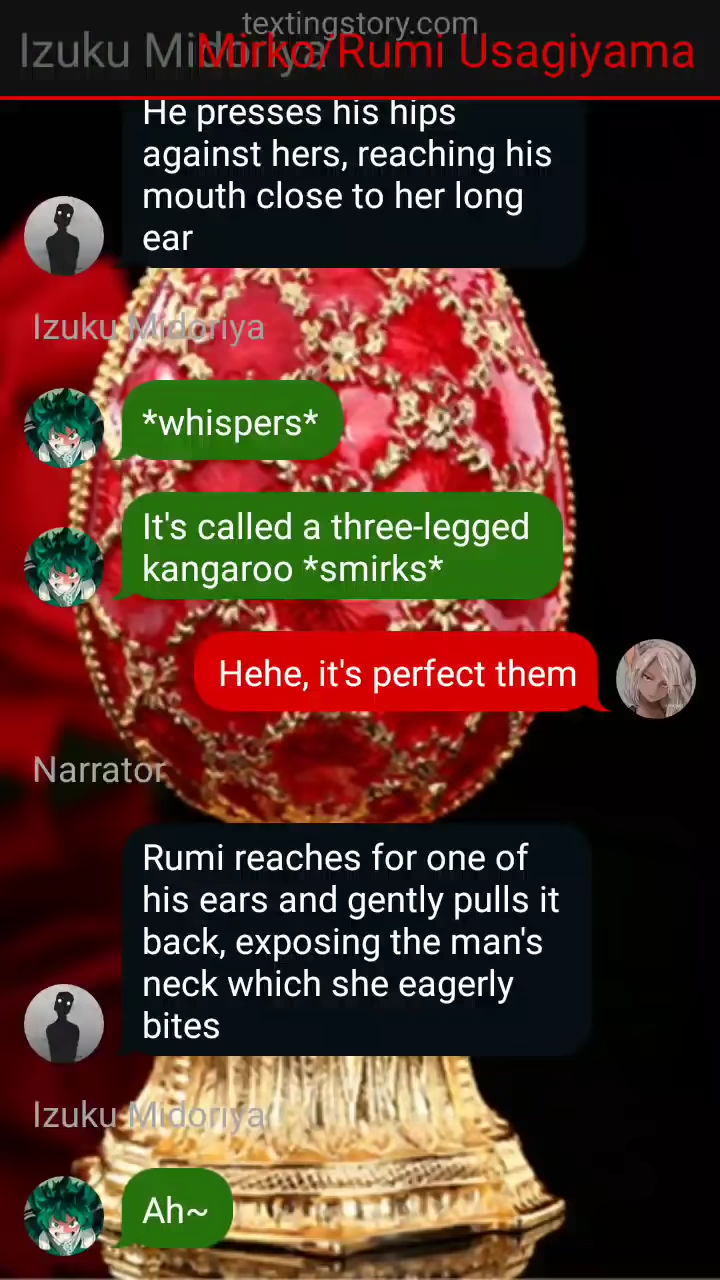 textingstory.com
Izuku Midoriya
Mirko/Rumi Usagiyama
He presses his hips
against hers, reaching his
mouth close to her long
ear
Izuku Midoriya
*whispers*
It's called a three-legged
kangaroo *smirks*
Hehe, it's perfect them
Narrator
Rumi reaches for one of
his ears and gently pulls it
back, exposing the man's
neck which she eagerly
bites
Izuku Midoriya
Ah~